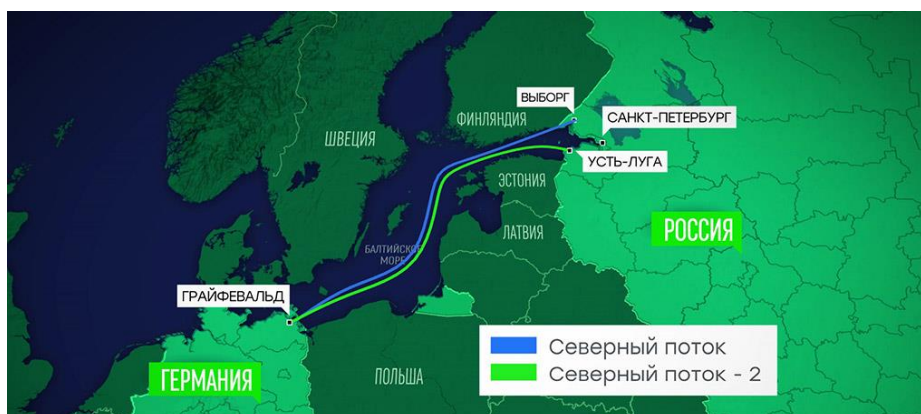 ВЫБОРГ
САНКТ-ПЕТЕРБУРГ
ФИНЛЯНДИЯ
ШВЕЦИЯ
УСТЬ-ЛУГА
ЭСТОНИЯ
ЛАТВИЯ
РОССИЯ
БАЛТИЙСКОЕ
МОРЕ
ГРАЙФЕВАЛЬД
Северный поток
Северный поток - 2
ГЕРМАНИЯ
ПОЛЬША